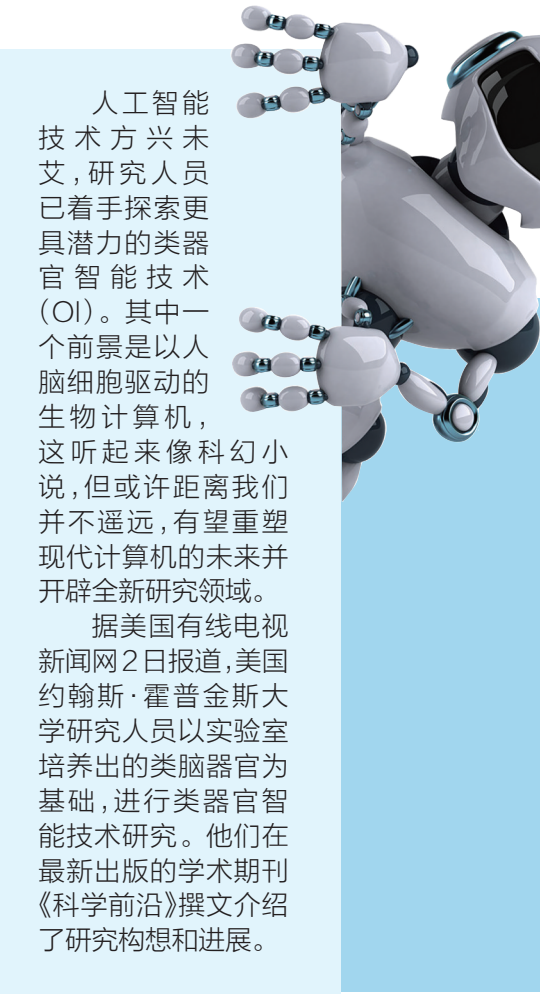 人工智能
技术方兴未
艾,研究人员
已着手探索更
具潜力的类器
官智能技术
(OI)。其中一
个前景是以人
脑细胞驱动的
生物计算机,
这听起来像科幻小
说,但或许距离我们
并不遥远,有望重塑
现代计算机的未来并
开辟全新研究领域。
据美国有线电视
新闻网2日报道,美国
约翰斯·霍普金斯大
学研究人员以实验室
培养出的类脑器官为
基础,进行类器官智
能技术研究。他们在
最新出版的学术期刊
《科学前沿》撰文介绍
了研究构想和进展。